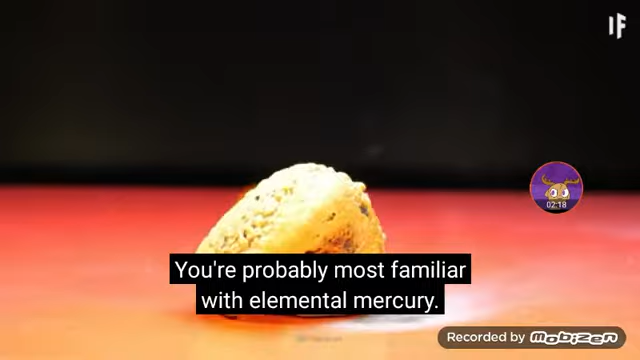 IF
02:18
You're probably most familiar
with elemental mercury.
Recorded by mobizen